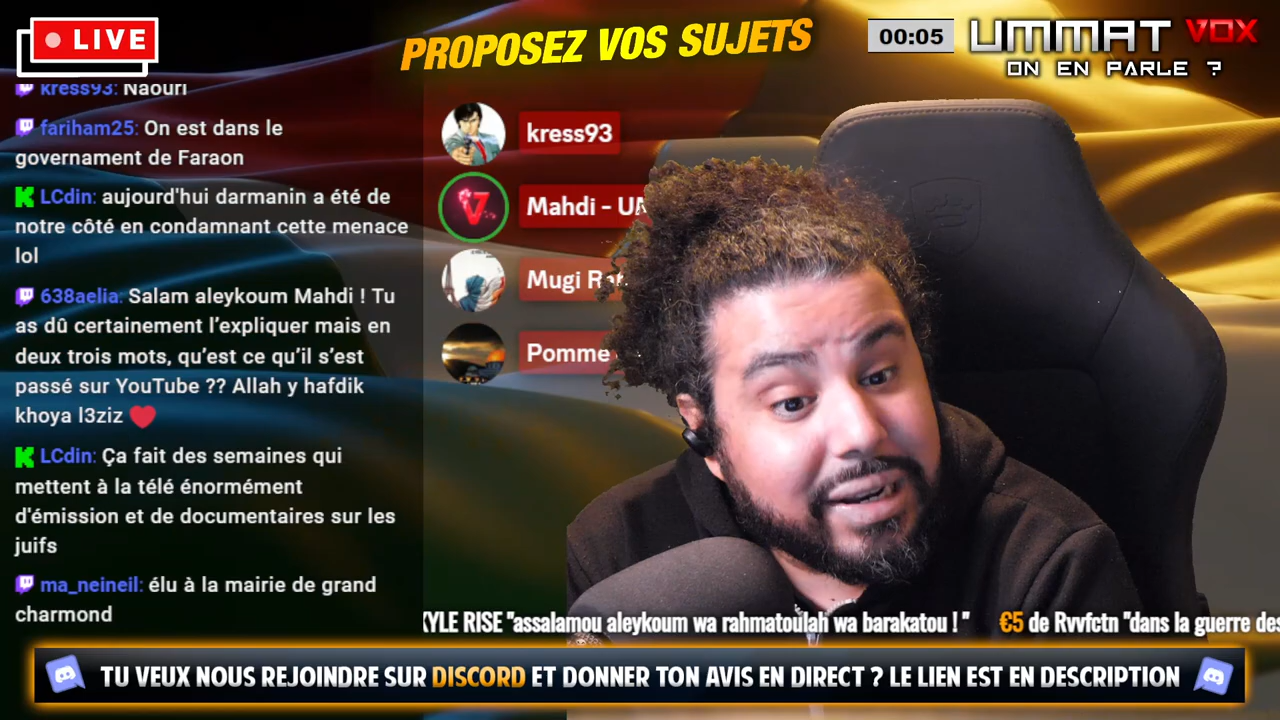 LIVE
PROPOSEZ VOS SUJETS
00:05
UMMAT VOX
ON EN PARLE ?
kress93: Naouri
fariham25: On est dans le
governament de Faraon
LCdin: aujourd'hui darmanin a été de
notre côté en condamnant cette menace
lol
638aelia: Salam aleykoum Mahdi ! Tu
as dû certainement l’expliquer mais en
deux trois mots, qu’est ce qu’il s’est
passé sur YouTube ?? Allah y hafdik
khoya l3ziz ❤️
LCdin: Ça fait des semaines qui
mettent à la télé énormément
d'émission et de documentaires sur les
juifs
ma_neineil: élu à la mairie de grand
charmond
kress93
Mahdi - 
Mugi
Pomme
KYLE RISE "assalamou aleykoum wa rahmatoulah wa barakatou ! " €5 de Rvvfctn "dans la guerre des
TU VEUX NOUS REJOINDRE SUR DISCORD ET DONNER TON AVIS EN DIRECT ? LE LIEN EST EN DESCRIPTION